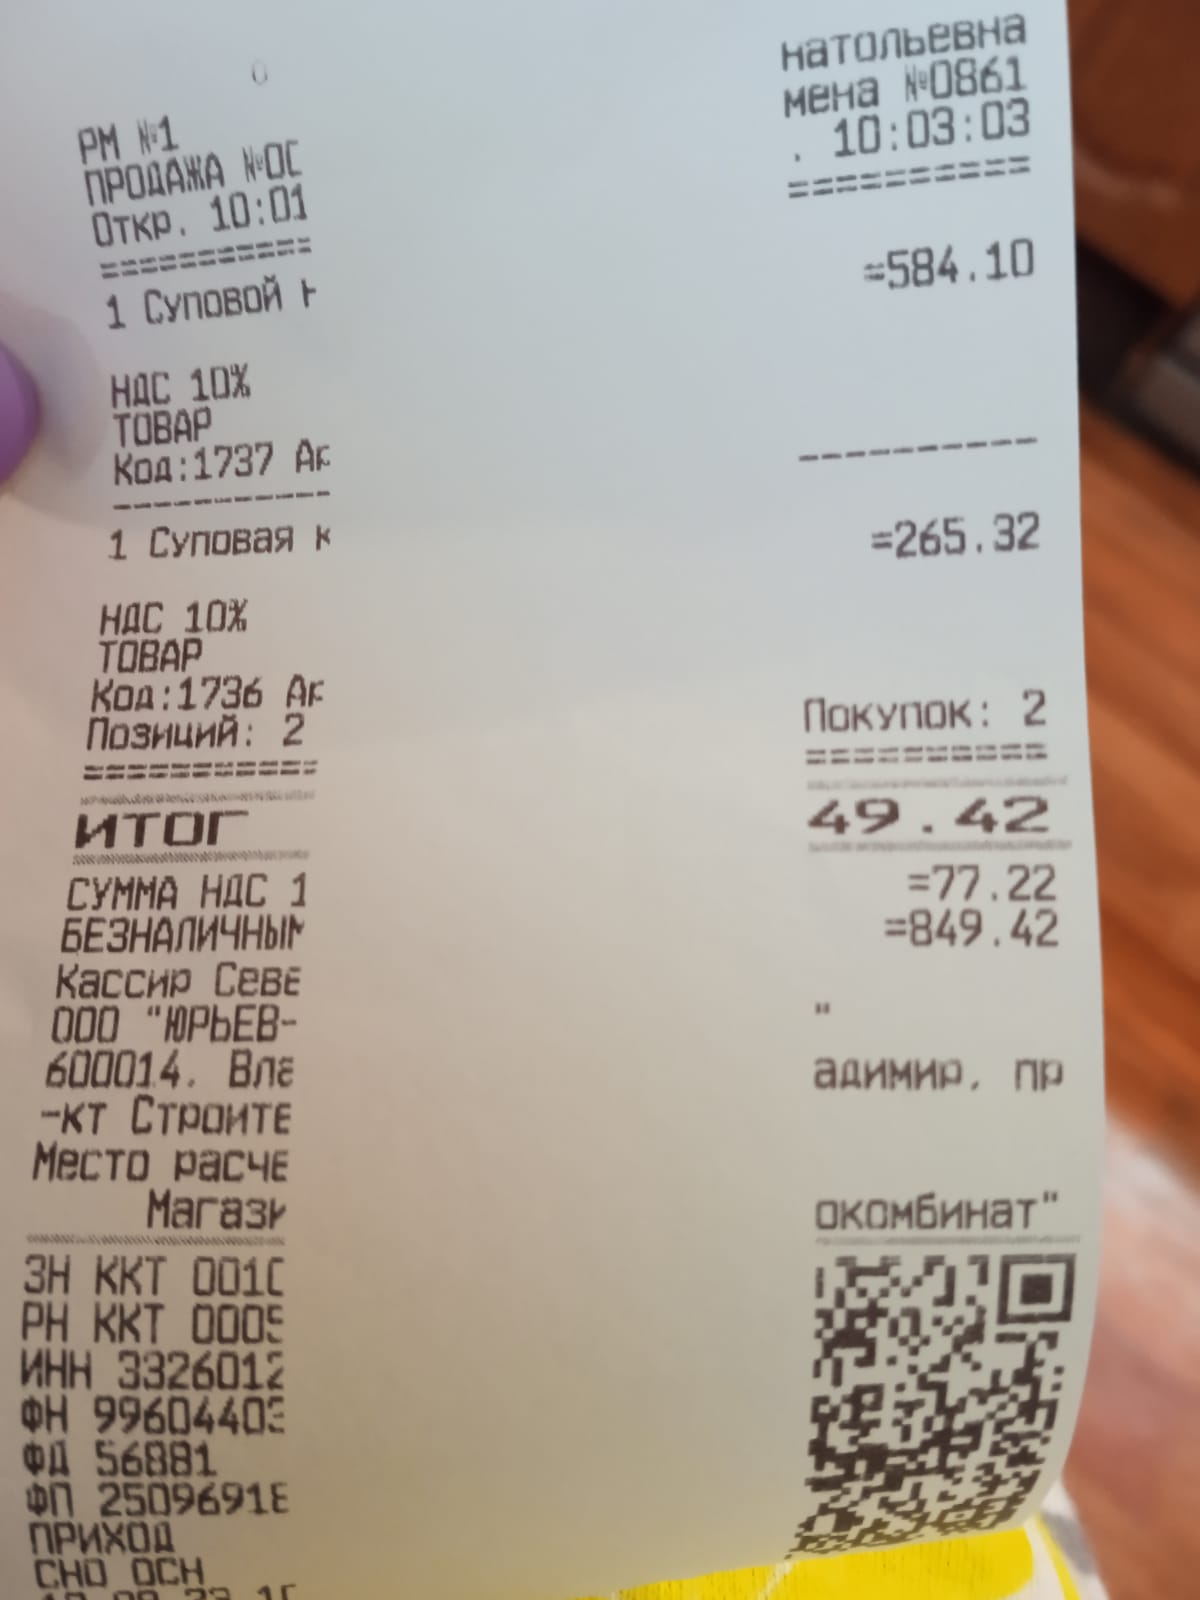 натольевна
РМ №1 мена №0861
ПРОДАЖА №00 . 10:03:03
Откр. 10:01 ==========
===========
1 Суповой =584.10
НДС 10%
ТОВАР
Код:1737 ----------
------------
1 Суповая =265.32
НДС 10%
ТОВАР
Код:1736
Позиций: 2 Покупок: 2
=========== ==========
ИТОГ 49.42
СУММА НДС 1 =77.22
БЕЗНАЛИЧНЫМ =849.42
Кассир Севе
ООО "ЮРЬЕВ- "
600014. Вла адимир, пр
-кт Строите
Место расче
Магази окомбинат"
ЗН ККТ 0010
РН ККТ 0005
ИНН 3326012
ФН 99604403
ФД 56881
ФП 2509691
ПРИХОД
СНО ОСН